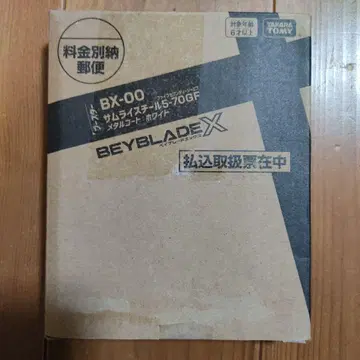 料金別納
郵便
対象年齢
6才以上
TAKARA
TOMY
BX-00
サムライスチール5-70GF
メタルコート:ホワイト
BEYBLADE X
払込取扱票在中